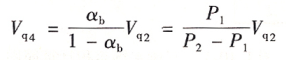 $V_{q4} = \frac{\alpha_b}{1 - \alpha_b} V_{q2} = \frac{P_1}{P_2 - P_1} V_{q2}$